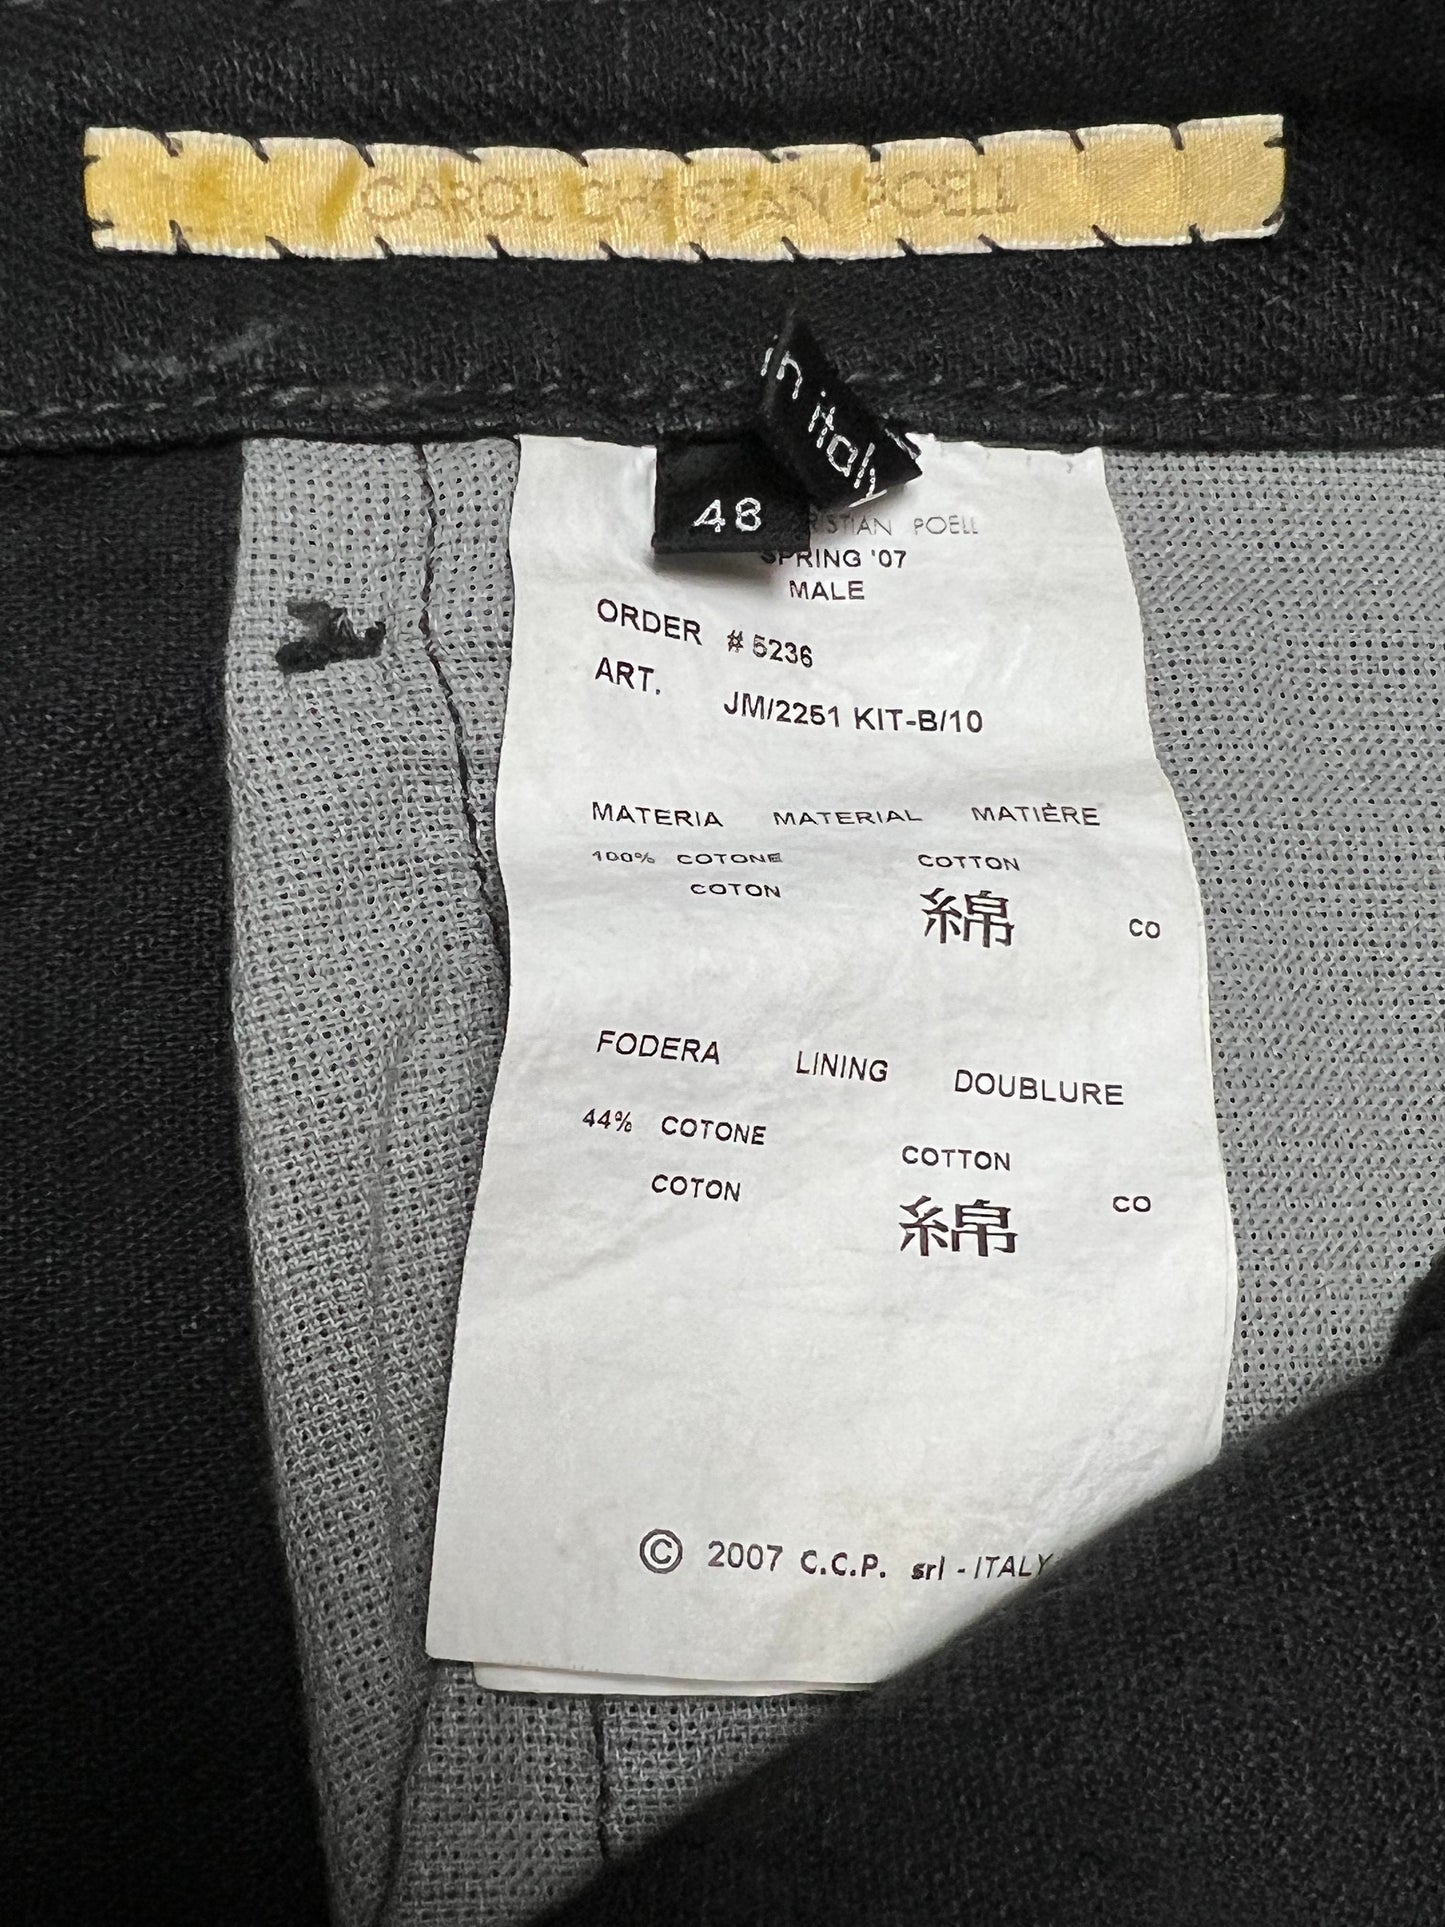 CAROL CHRISTIAN POELL
in italy
48
RISTIAN POELL
SPRING '07
MALE
ORDER # 5236
ART. JM/2251 KIT-B/10
MATERIA MATERIAL MATIÈRE
100% COTONE COTTON
COTON 綿 CO
FODERA LINING DOUBLURE
44% COTONE COTTON
COTON 綿 CO
© 2007 C.C.P. srl - ITALY